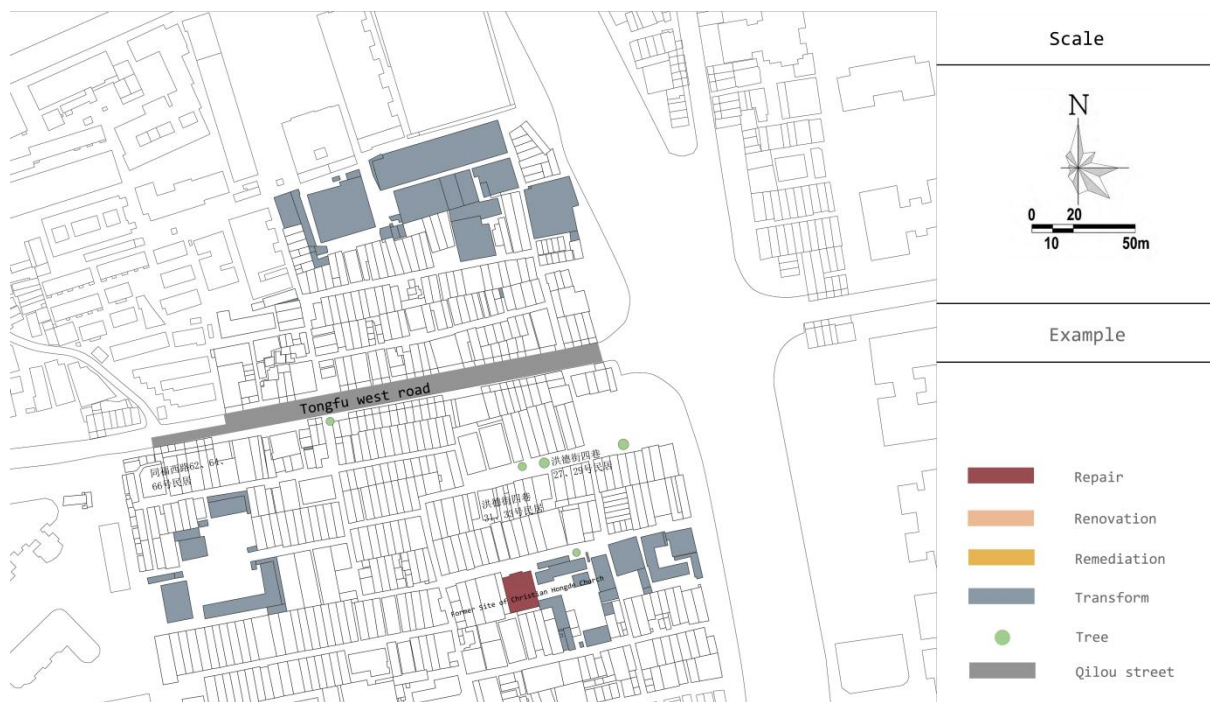 Scale
N
0 20
10 50m
Example
Repair
Renovation
Remediation
Transform
Tree
Qilou street
Tongfu west road
同福西路62、64、
66号民居
洪德街四巷
27、29号民居
洪德街四巷
31、33号民居
Former Site of Christian Hongde Church